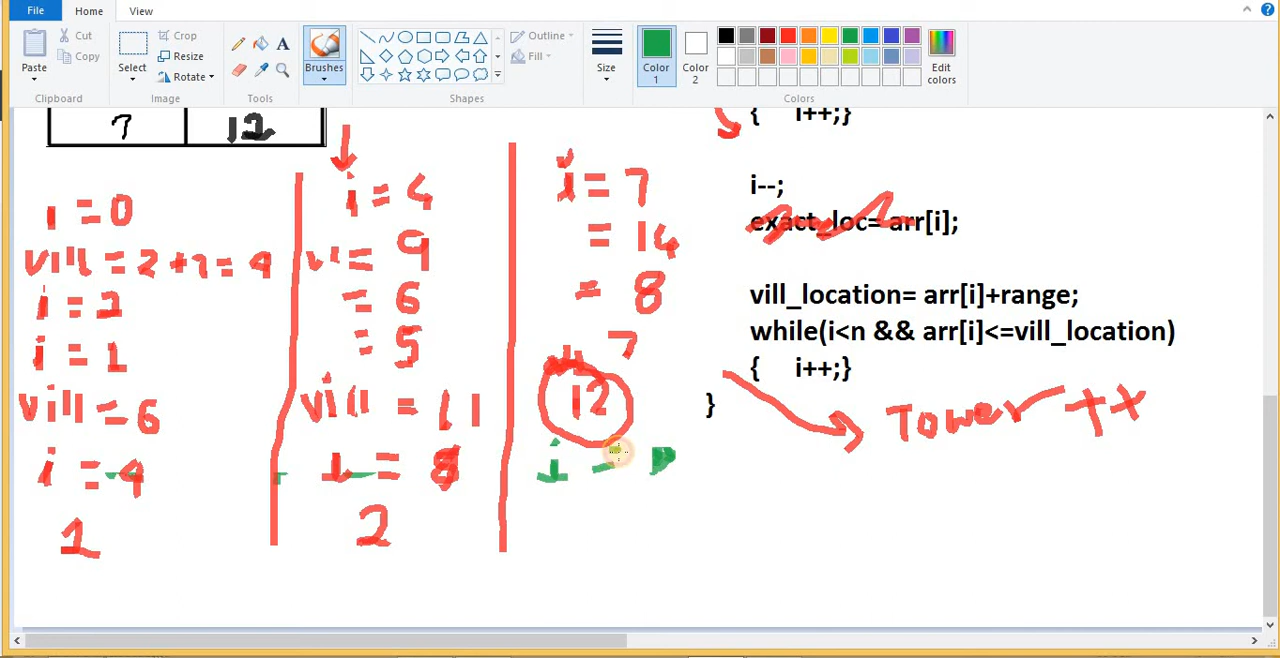 File Home View
Paste Cut Copy Select Crop Resize Rotate A Brushes Outline Fill Size Color 1 Color 2 Edit colors
Clipboard Image Tools Shapes Colors
7 12
i = 0
vill = 2 + 2 = 4
i = 2
i = 1
vill = 6
i = 4
1
i = 4
= 9
= 6
= 5
vill = 11
i = 8
2
i = 7
= 14
= 8
7
12
i =
{ i++;}
i--;
exact_loc= arr[i];
vill_location= arr[i]+range;
while(i<n && arr[i]<=vill_location)
{ i++;}
}
Tower ++